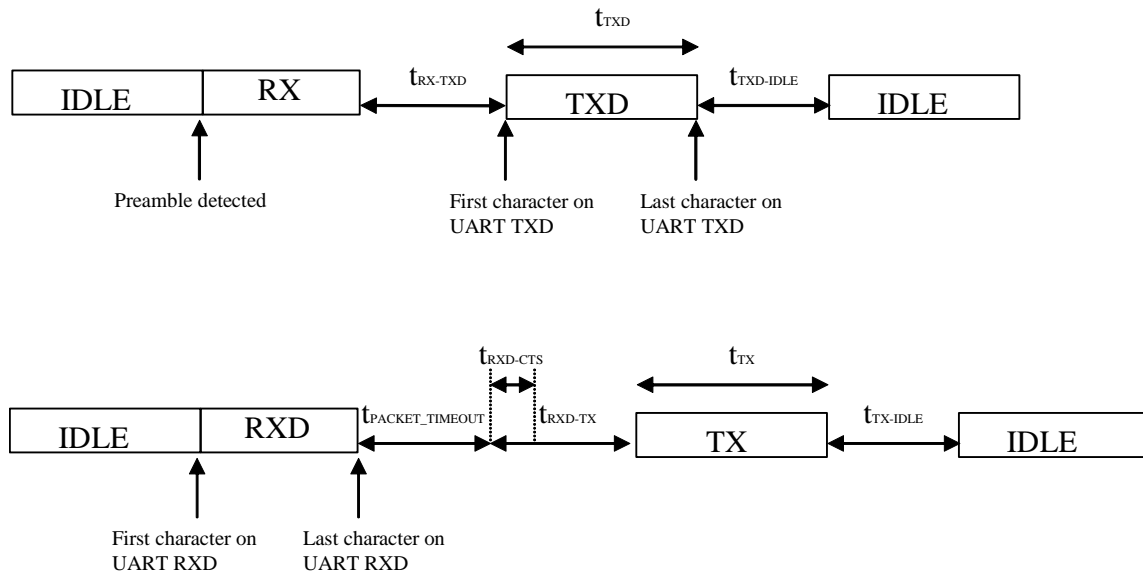 tTXD
IDLE
RX
tRX-TXD
TXD
tTXD-IDLE
IDLE
Preamble detected
First character on
UART TXD
Last character on
UART TXD
tRXD-CTS
tTX
IDLE
RXD
tPACKET_TIMEOUT
tRXD-TX
TX
tTX-IDLE
IDLE
First character on
UART RXD
Last character on
UART RXD